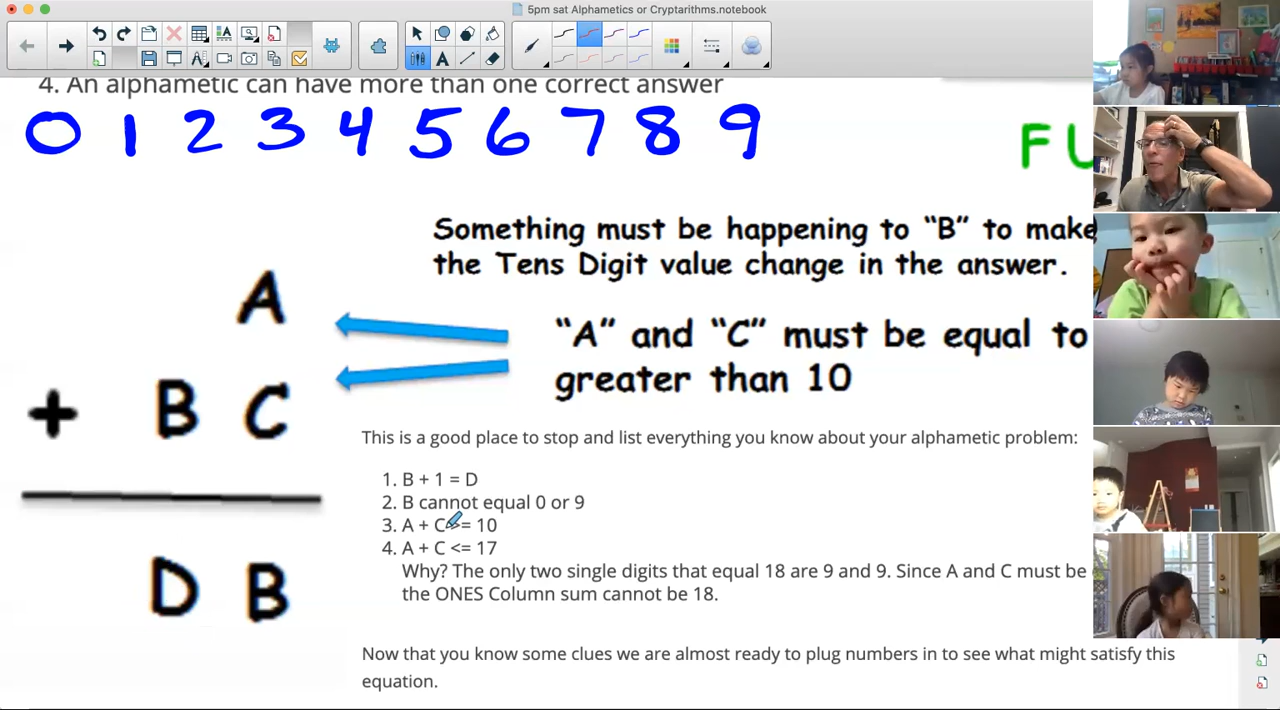 5pm sat Alphametics or Cryptarithms.notebook
4. An alphametic can have more than one correct answer
0 1 2 3 4 5 6 7 8 9
F U
Something must be happening to “B” to make
the Tens Digit value change in the answer.
A
“A” and “C” must be equal to
greater than 10
+ B C
This is a good place to stop and list everything you know about your alphametic problem:
1. B + 1 = D
2. B cannot equal 0 or 9
3. A + C >= 10
4. A + C <= 17
Why? The only two single digits that equal 18 are 9 and 9. Since A and C must be
the ONES Column sum cannot be 18.
D B
Now that you know some clues we are almost ready to plug numbers in to see what might satisfy this
equation.